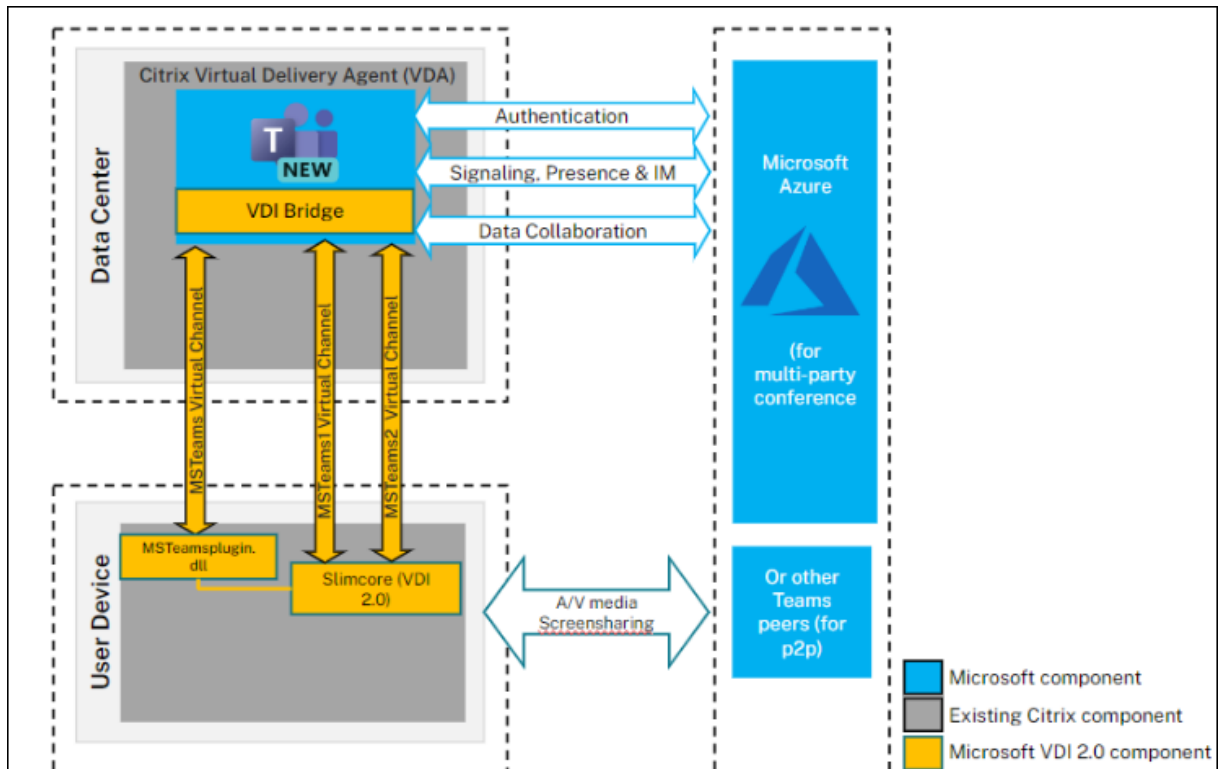 Citrix Virtual Delivery Agent (VDA)
T
NEW
VDI Bridge
Data Center
Authentication
Signaling, Presence & IM
Data Collaboration
Microsoft
Azure
(for
multi-party
conference
MSTeams Virtual Channel
MSTeams1 Virtual Channel
MSTeams2 Virtual Channel
User Device
MSTeamsplugin.
dll
Slimcore (VDI
2.0)
A/V media
Screensharing
Or other
Teams
peers (for
p2p)
Microsoft component
Existing Citrix component
Microsoft VDI 2.0 component